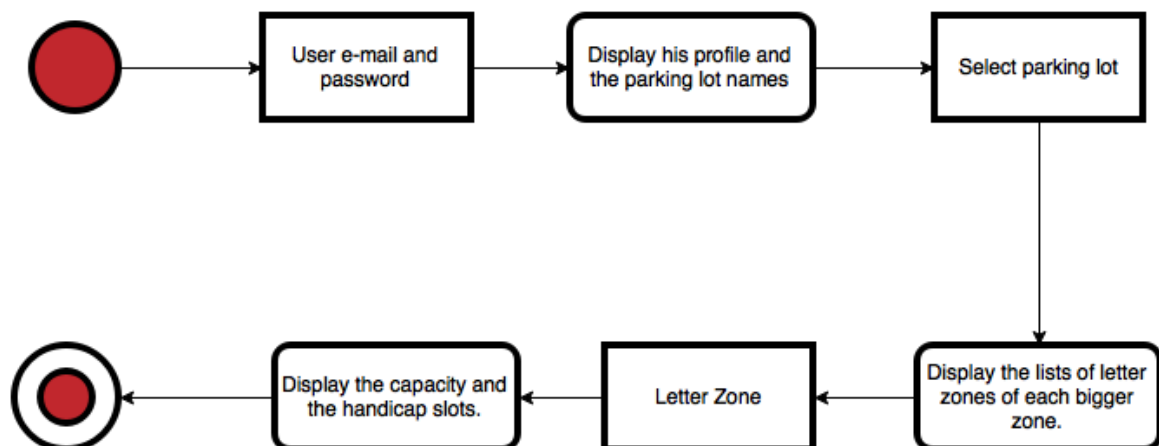 User e-mail and
password
Display his profile and
the parking lot names
Select parking lot
Display the lists of letter
zones of each bigger
zone.
Letter Zone
Display the capacity and
the handicap slots.